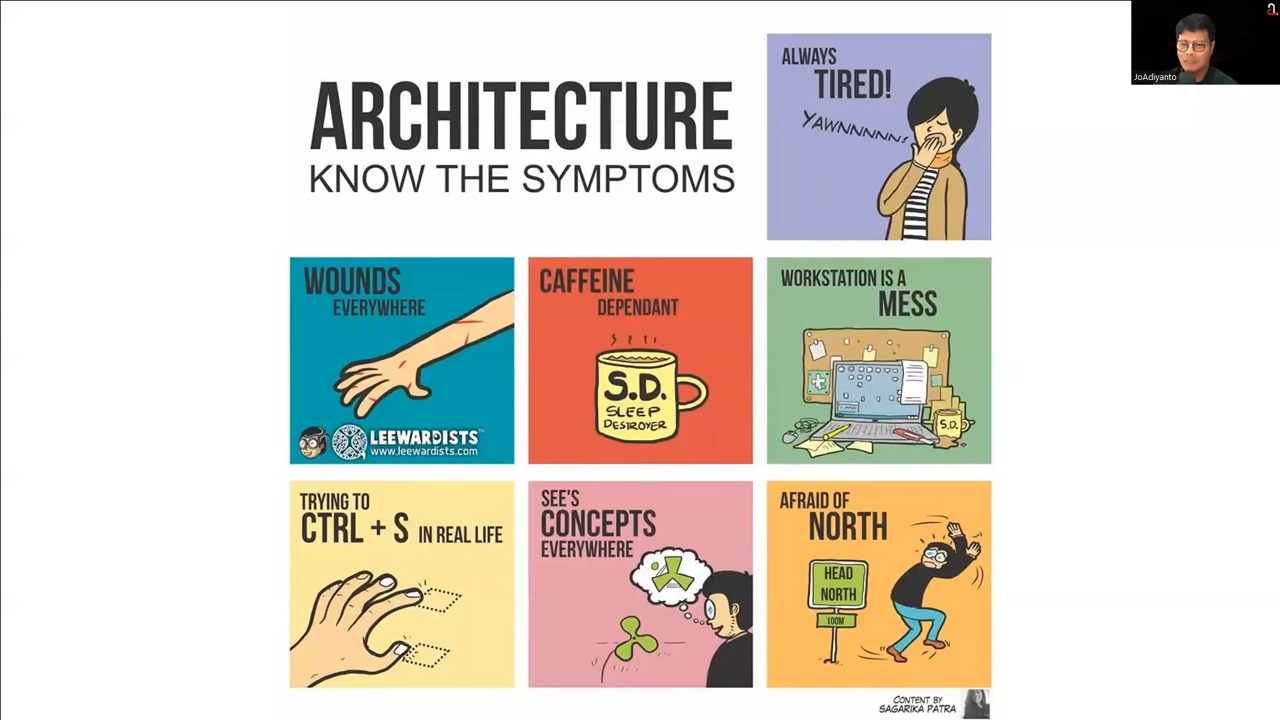 ARCHITECTURE
KNOW THE SYMPTOMS
ALWAYS
TIRED!
YAWNNNNN!
WOUNDS
EVERYWHERE
LEEWARDISTS™
www.leewardists.com
CAFFEINE
DEPENDANT
S.D.
SLEEP
DESTROYER
WORKSTATION IS A
MESS
S.D.
TRYING TO
CTRL + S IN REAL LIFE
SEE'S
CONCEPTS
EVERYWHERE
AFRAID OF
NORTH
HEAD
NORTH
100M
CONTENT BY
SAGARIKA PATRA
JoAdiyanto
a.